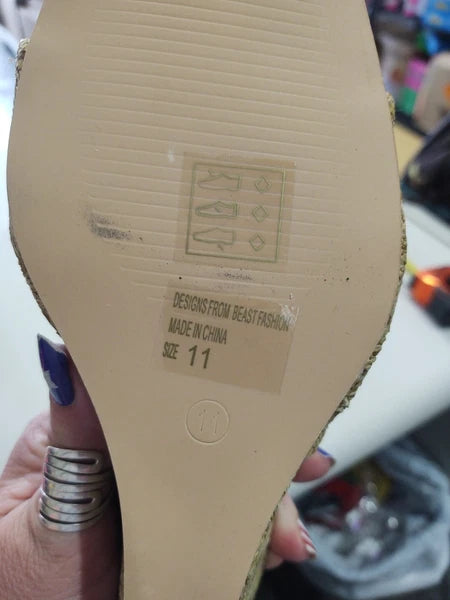 DESIGNS FROM BEAST FASHION
MADE IN CHINA
SIZE 11
11